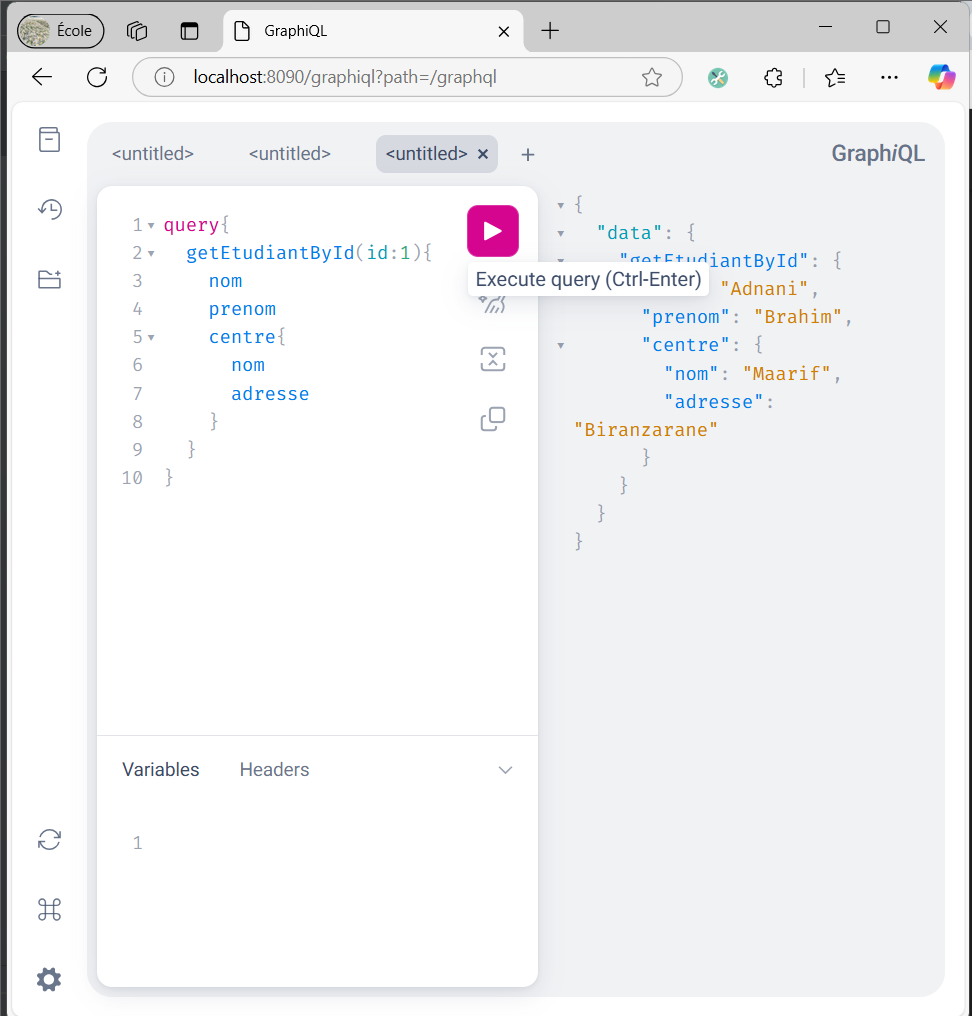 École
GraphiQL
localhost:8090/graphiql?path=/graphql
<untitled> <untitled> <untitled>
GraphiQL
1 query{
2 getEtudiantById(id:1){
3 nom
4 prenom
5 centre{
6 nom
7 adresse
8 }
9 }
10 }
Execute query (Ctrl-Enter)
{
"data": {
"getEtudiantById": {
"Adnani",
"prenom": "Brahim",
"centre": {
"nom": "Maarif",
"adresse":
"Biranzarane"
}
}
}
}
Variables Headers
1